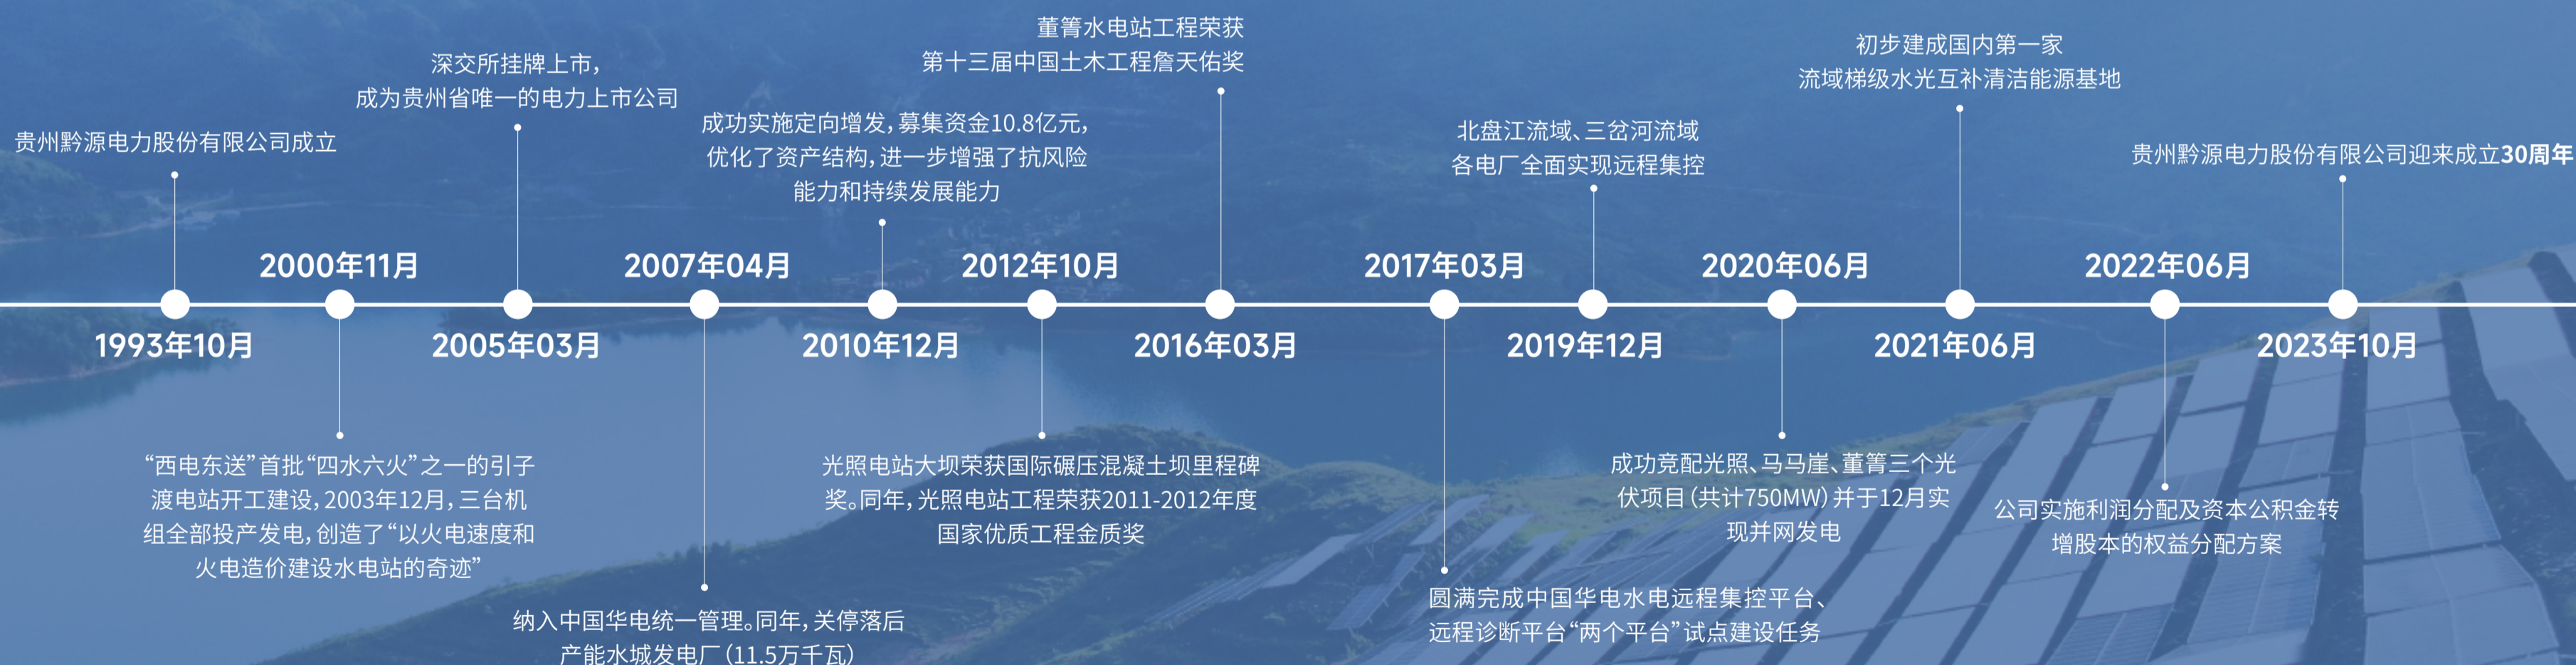 贵州黔源电力股份有限公司成立
1993年10月
2000年11月
“西电东送”首批“四水六火”之一的引子
渡电站开工建设，2003年12月，三台机
组全部投产发电，创造了“以火电速度和
火电造价建设水电站的奇迹”
深交所挂牌上市，
成为贵州省唯一的电力上市公司
2005年03月
2007年04月
纳入中国华电统一管理。同年，关停落后
产能水城发电厂（11.5万千瓦）
成功实施定向增发，募集资金10.8亿元，
优化了资产结构，进一步增强了抗风险
能力和持续发展能力
2010年12月
2012年10月
光照电站大坝荣获国际碾压混凝土坝里程碑
奖。同年，光照电站工程荣获2011-2012年度
国家优质工程金质奖
董箐水电站工程荣获
第十三届中国土木工程詹天佑奖
2016年03月
2017年03月
圆满完成中国华电水电远程集控平台、
远程诊断平台“两个平台”试点建设任务
北盘江流域、三岔河流域
各电厂全面实现远程集控
2019年12月
2020年06月
成功竞配光照、马马崖、董箐三个光
伏项目（共计750MW）并于12月实
现并网发电
初步建成国内第一家
流域梯级水光互补清洁能源基地
2021年06月
2022年06月
公司实施利润分配及资本公积金转
增股本的权益分配方案
贵州黔源电力股份有限公司迎来成立30周年
2023年10月